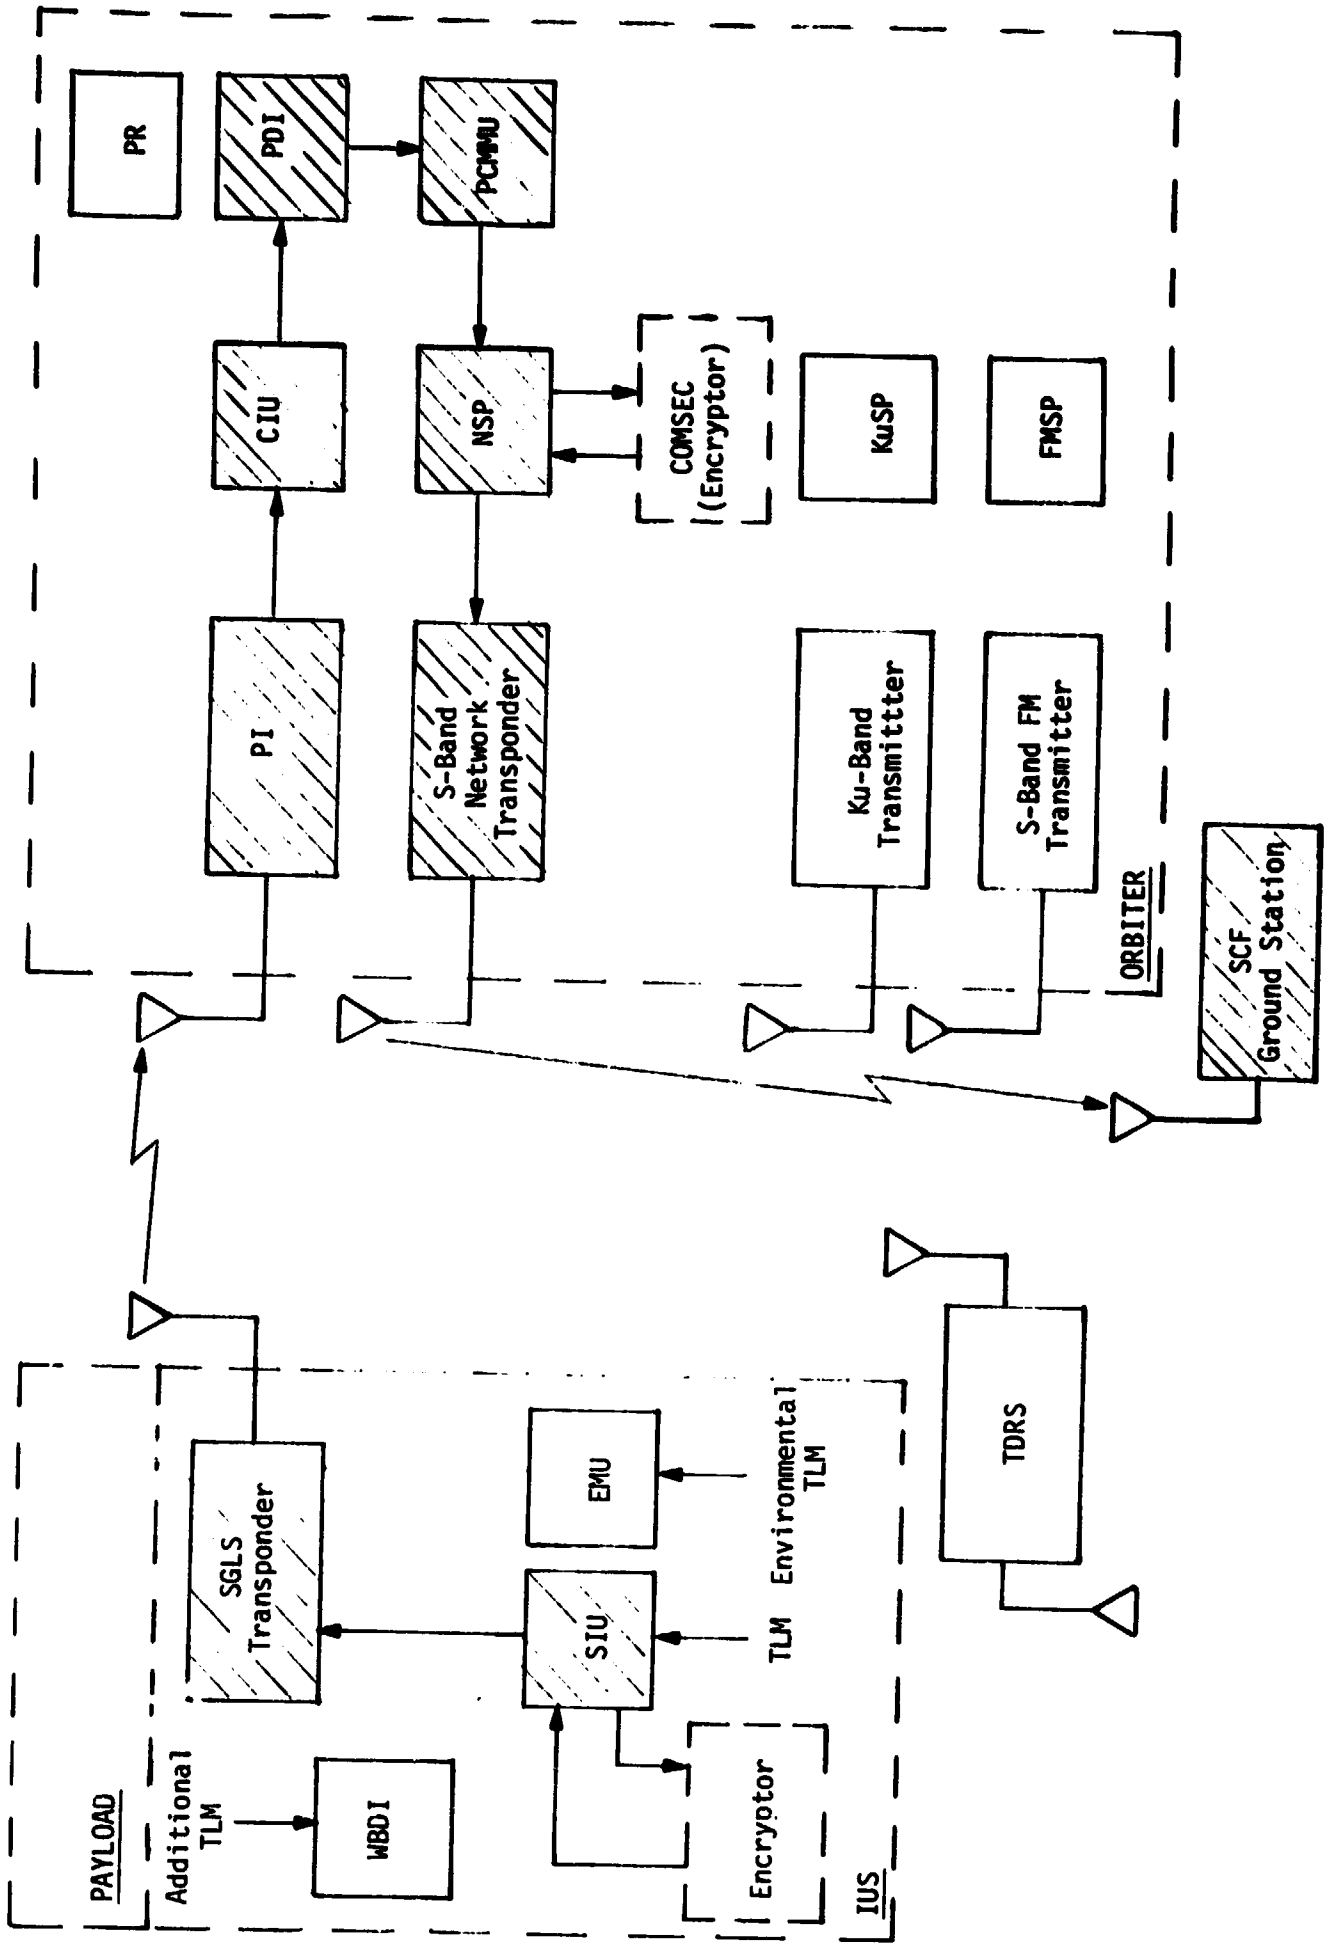 PAYLOAD
Additional
TLM
WBDI
SGLS
Transponder
SIU
EMU
TLM
Environmental
TLM
Encryptor
IUS
TDRS
PI
CIU
PDI
PR
S-Band
Network
Transponder
NSP
PCMMU
COMSEC
(Encryptor)
Ku-Band
Transmittter
KuSP
S-Band FM
Transmitter
FMSP
ORBITER
SCF
Ground Station